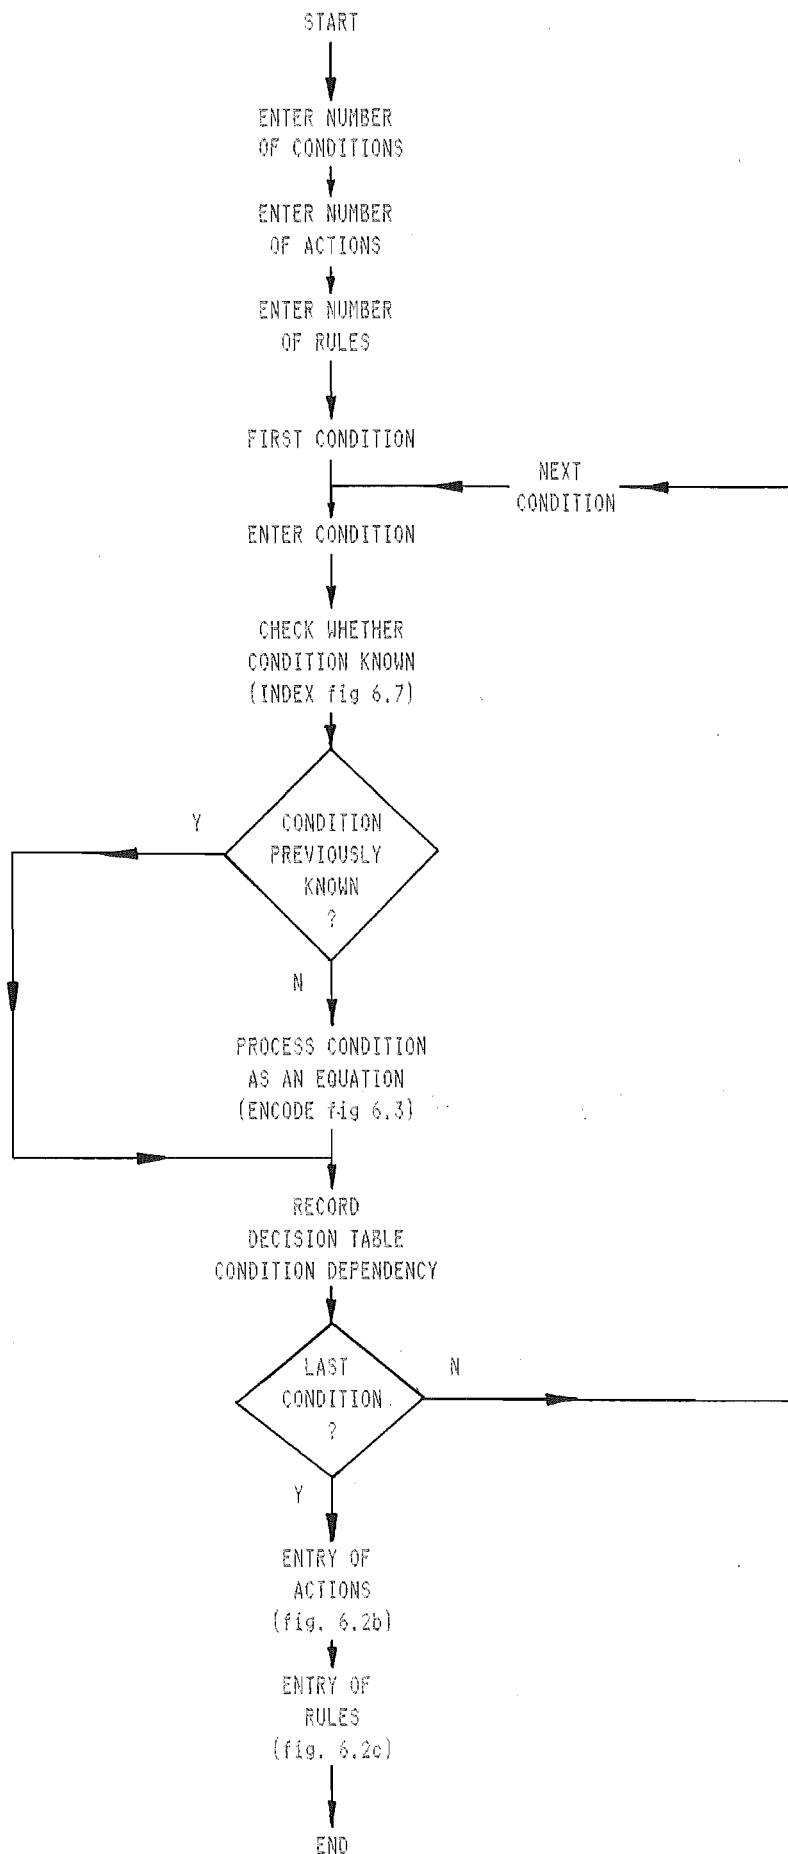 START
ENTER NUMBER
OF CONDITIONS
ENTER NUMBER
OF ACTIONS
ENTER NUMBER
OF RULES
FIRST CONDITION
NEXT
CONDITION
ENTER CONDITION
CHECK WHETHER
CONDITION KNOWN
(INDEX fig 6.7)
Y
CONDITION
PREVIOUSLY
KNOWN
?
N
PROCESS CONDITION
AS AN EQUATION
(ENCODE fig 6.3)
RECORD
DECISION TABLE
CONDITION DEPENDENCY
LAST
CONDITION
?
N
Y
ENTRY OF
ACTIONS
(fig. 6.2b)
ENTRY OF
RULES
(fig. 6.2c)
END